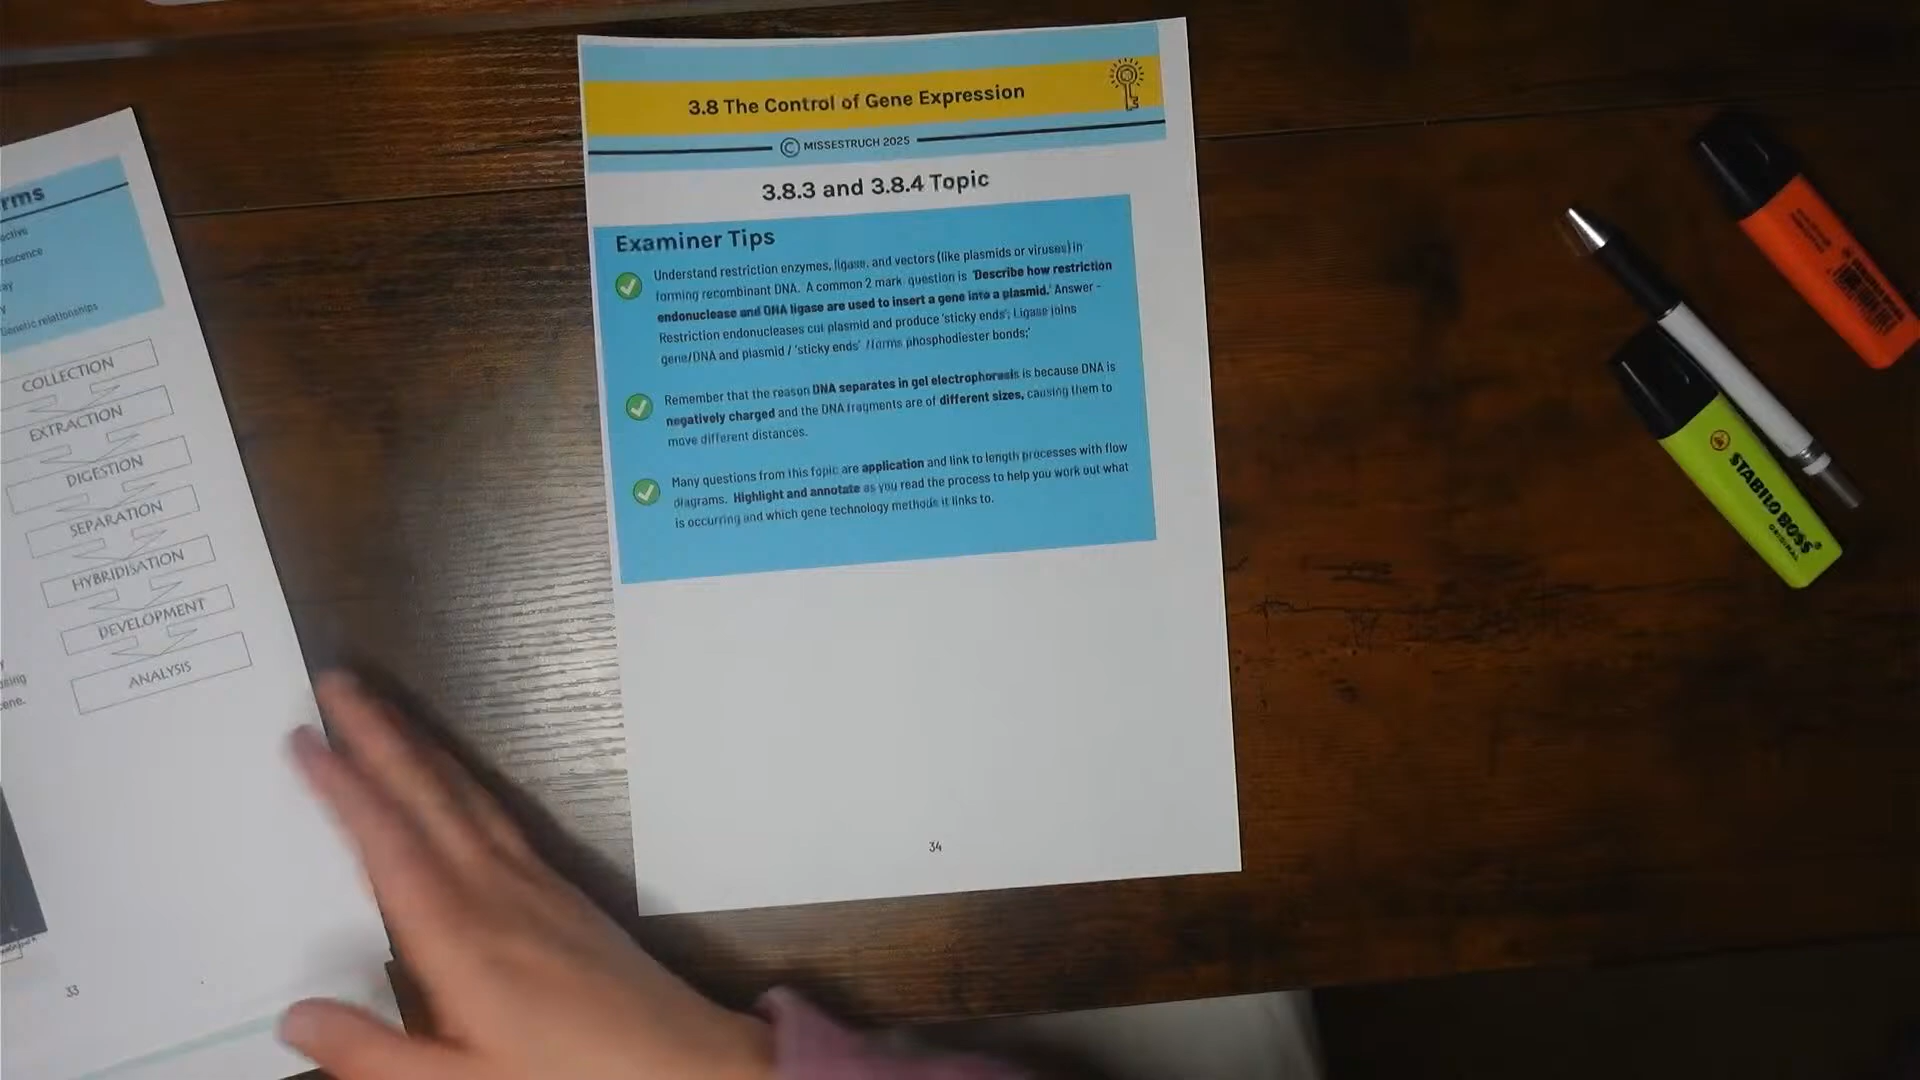 rms
active
rescence
ay
y
Genetic relationships
COLLECTION
EXTRACTION
DIGESTION
SEPARATION
HYBRIDISATION
DEVELOPMENT
ANALYSIS
using
cene.
33
3.8 The Control of Gene Expression
© MISSESTRUCH 2025
3.8.3 and 3.8.4 Topic
Examiner Tips
Understand restriction enzymes, ligase, and vectors (like plasmids or viruses) in
forming recombinant DNA. A common 2 mark question is 'Describe how restriction
endonuclease and DNA ligase are used to insert a gene into a plasmid.' Answer -
Restriction endonucleases cut plasmid and produce 'sticky ends'; Ligase joins
gene/DNA and plasmid / 'sticky ends' / forms phosphodiester bonds;'
Remember that the reason DNA separates in gel electrophoresis is because DNA is
negatively charged and the DNA fragments are of different sizes, causing them to
move different distances.
Many questions from this topic are application and link to length processes with flow
diagrams. Highlight and annotate as you read the process to help you work out what
is occurring and which gene technology methods it links to.
34
STABILO BOSS
ORIGINAL